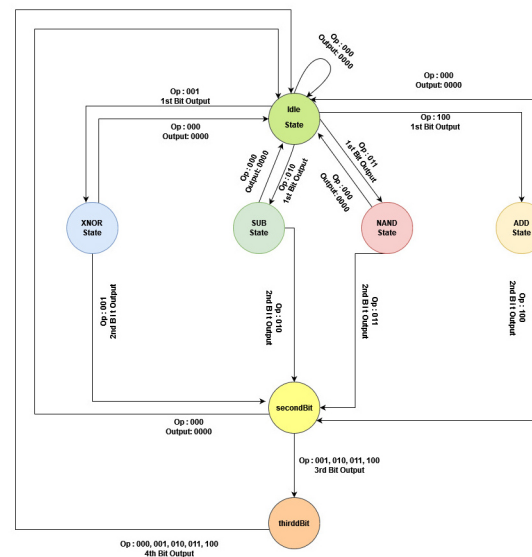 Op : 000
Output: 0000
Op : 000
Output: 0000
Idle
State
Op : 001
1st Bit Output
Op : 100
1st Bit Output
Op : 000
Output: 0000
Op : 011
1st Bit Output
Op : 000
Output: 0000
Op : 010
1st Bit Output
Op : 000
Output: 0000
XNOR
State
SUB
State
NAND
State
ADD
State
Op : 001
2nd Bit Output
Op : 010
2nd Bit Output
Op : 011
2nd Bit Output
Op : 100
2nd Bit Output
secondBit
Op : 000
Output: 0000
Op : 001, 010, 011, 100
3rd Bit Output
thirddBit
Op : 000, 001, 010, 011, 100
4th Bit Output